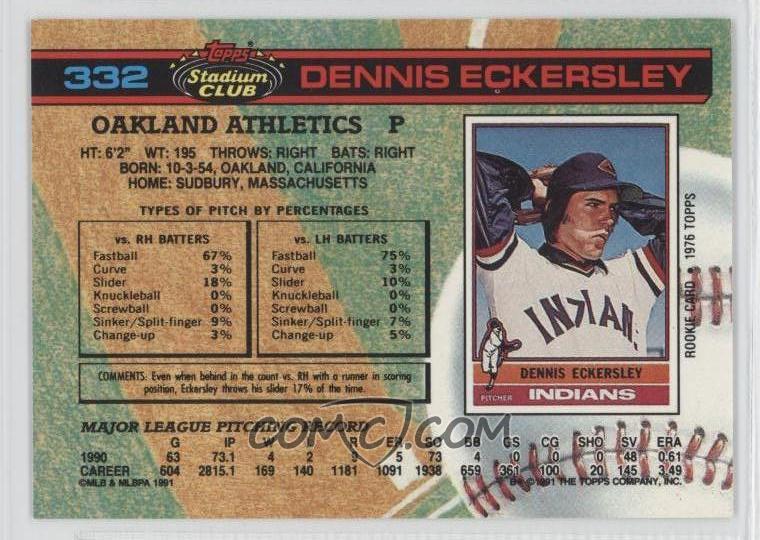 332 Topps Stadium CLUB DENNIS ECKERSLEY
OAKLAND ATHLETICS P
HT: 6'2" WT: 195 THROWS: RIGHT BATS: RIGHT
BORN: 10-3-54, OAKLAND, CALIFORNIA
HOME: SUDBURY, MASSACHUSETTS
TYPES OF PITCH BY PERCENTAGES
vs. RH BATTERS
Fastball 67%
Curve 3%
Slider 18%
Knuckleball 0%
Screwball 0%
Sinker/Split-finger 9%
Change-up 3%
vs. LH BATTERS
Fastball 75%
Curve 3%
Slider 10%
Knuckleball 0%
Screwball 0%
Sinker/Split-finger 7%
Change-up 5%
COMMENTS: Even when behind in the count vs. RH with a runner in scoring
position, Eckersley throws his slider 17% of the time.
INDIAN
DENNIS ECKERSLEY
PITCHER INDIANS
ROOKIE CARD • 1976 TOPPS
MAJOR LEAGUE PITCHING RECORD
G IP W L R ER SO BB GS CG SHO SV ERA
1990 63 73.1 4 2 9 5 73 4 0 0 0 48 0.61
CAREER 604 2815.1 169 140 1181 1091 1938 659 361 100 20 145 3.49
©MLB & MLBPA 1991
B* ©1991 THE TOPPS COMPANY, INC.
COMC.COM